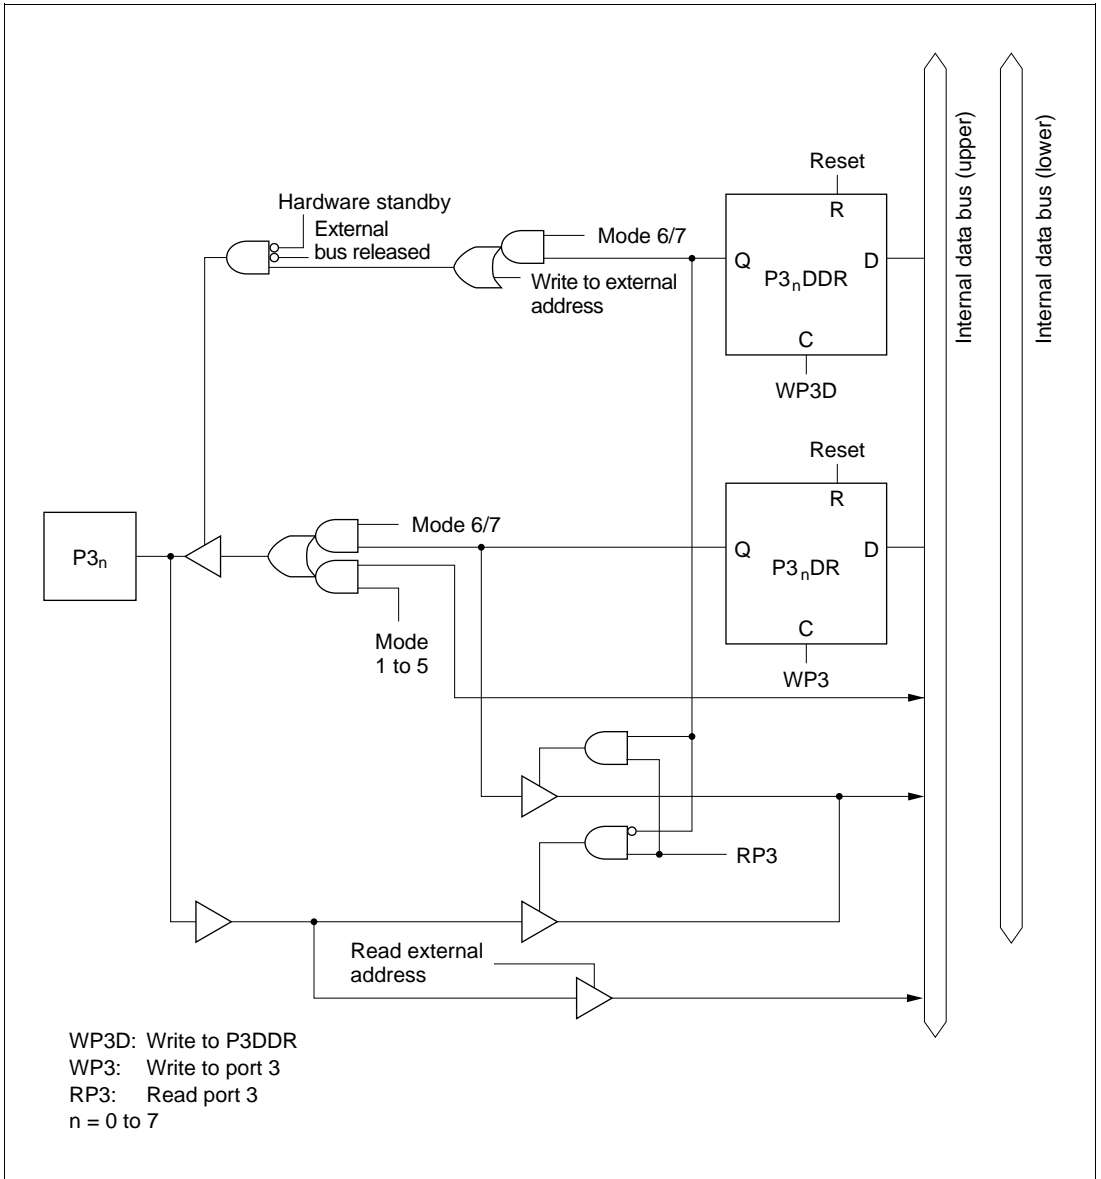 Reset
R
Hardware standby
External
bus released
Mode 6/7
Write to external
address
Q
D
P3nDDR
C
WP3D
Internal data bus (upper)
Internal data bus (lower)
Reset
R
Mode 6/7
P3n
Q
D
P3nDR
C
WP3
Mode
1 to 5
RP3
Read external
address
WP3D: Write to P3DDR
WP3: Write to port 3
RP3: Read port 3
n = 0 to 7